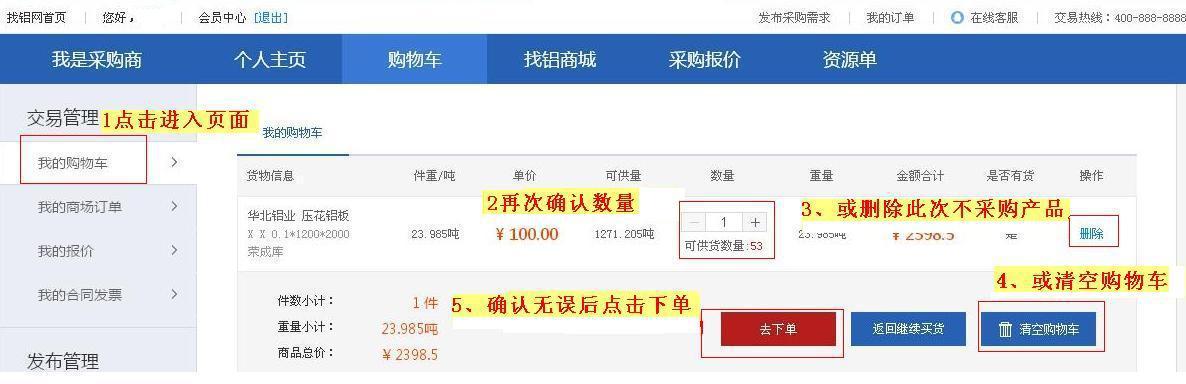 找铝网首页 您好， 会员中心 [退出] 发布采购需求 我的订单 在线客服 交易热线：400-888-8888
我是采购商 个人主页 购物车 找铝商城 采购报价 资源单
交易管理
1点击进入页面
我的购物车
我的购物车
我的商场订单
我的报价
我的合同发票
发布管理
货物信息 件重/吨 单价 可供量 数量 重量 金额合计 是否有货 操作
2再次确认数量
3、或删除此次不采购产品
华北铝业 压花铝板
X X 0.1*1200*2000
荣成库
23.985吨 ¥ 100.00 1271.205吨 － 1 ＋ 23.985吨 ¥ 2398.5 是 删除
可供货数量:53
4、或清空购物车
5、确认无误后点击下单
件数小计： 1 件
重量小计： 23.985吨
商品总价： ¥ 2398.5
去下单 返回继续买货 清空购物车